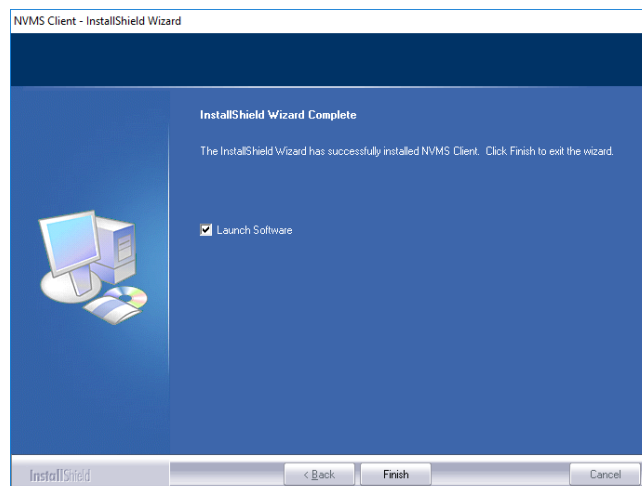 NVMS Client - InstallShield Wizard
InstallShield Wizard Complete
The InstallShield Wizard has successfully installed NVMS Client. Click Finish to exit the wizard.
Launch Software
InstallShield
< Back Finish Cancel